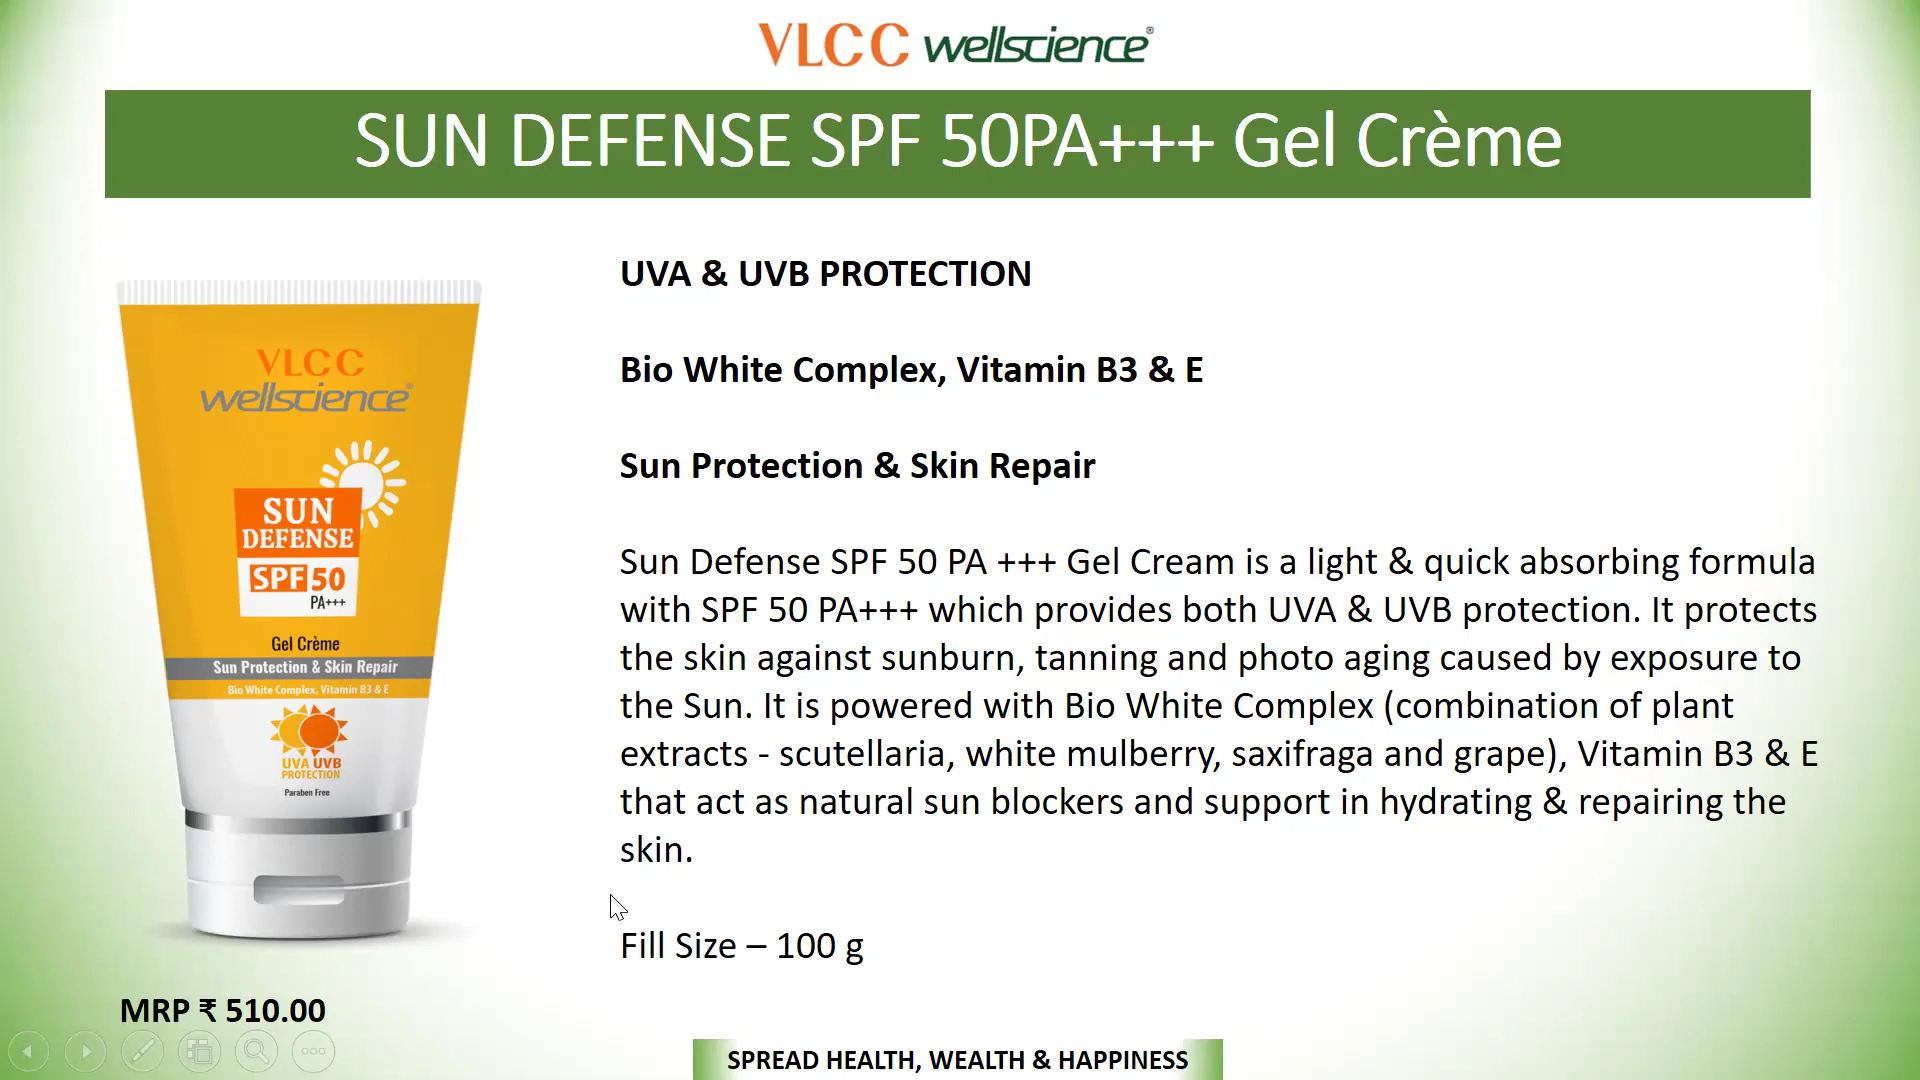 VLCC wellscience®
SUN DEFENSE SPF 50PA+++ Gel Crème
UVA & UVB PROTECTION
Bio White Complex, Vitamin B3 & E
Sun Protection & Skin Repair
Sun Defense SPF 50 PA +++ Gel Cream is a light & quick absorbing formula
with SPF 50 PA+++ which provides both UVA & UVB protection. It protects
the skin against sunburn, tanning and photo aging caused by exposure to
the Sun. It is powered with Bio White Complex (combination of plant
extracts - scutellaria, white mulberry, saxifraga and grape), Vitamin B3 & E
that act as natural sun blockers and support in hydrating & repairing the
skin.
Fill Size – 100 g
VLCC
wellscience®
SUN
DEFENSE
SPF 50
PA+++
Gel Crème
Sun Protection & Skin Repair
Bio White Complex, Vitamin B3 & E
UVA UVB
PROTECTION
Paraben Free
MRP ₹ 510.00
SPREAD HEALTH, WEALTH & HAPPINESS